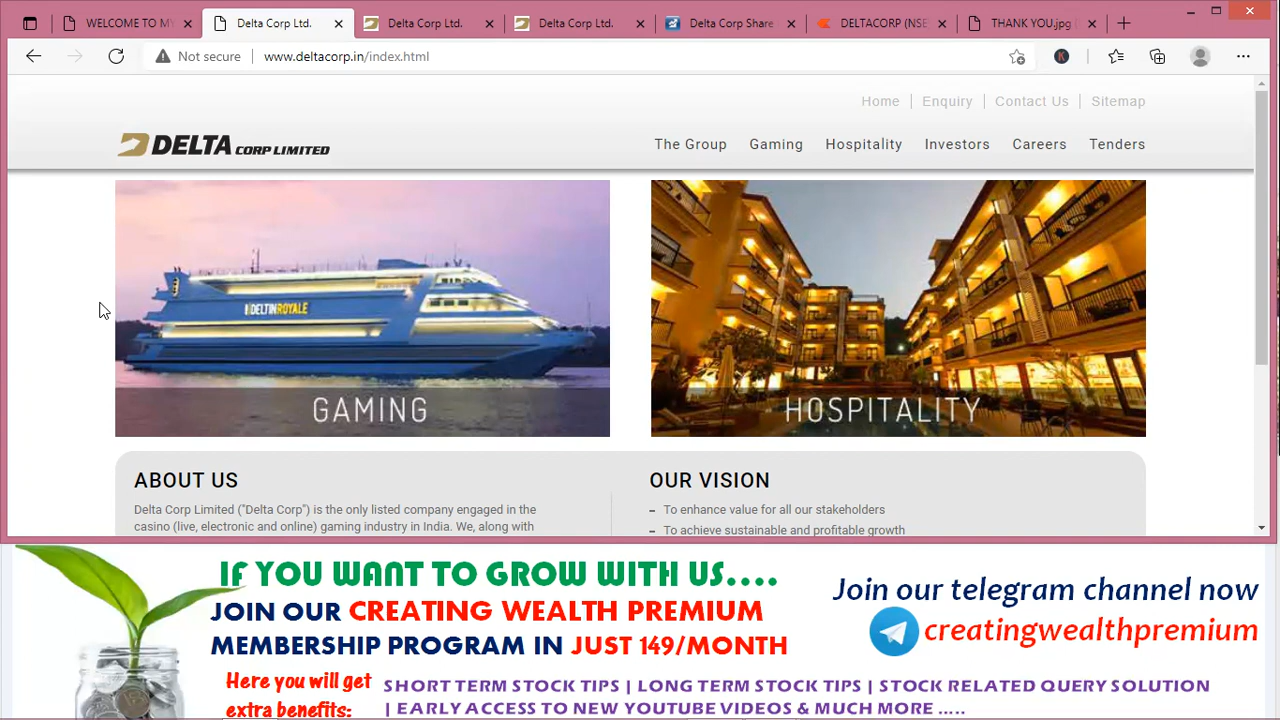 WELCOME TO MY
Delta Corp Ltd.
Delta Corp Ltd.
Delta Corp Ltd.
Delta Corp Share
DELTACORP (NSE
THANK YOU.jpg
Not secure
www.deltacorp.in/index.html
K
Home | Enquiry | Contact Us | Sitemap
DELTA CORP LIMITED
The Group Gaming Hospitality Investors Careers Tenders
DELTINROYALE
GAMING
HOSPITALITY
ABOUT US
Delta Corp Limited ("Delta Corp") is the only listed company engaged in the
casino (live, electronic and online) gaming industry in India. We, along with
OUR VISION
– To enhance value for all our stakeholders
– To achieve sustainable and profitable growth
IF YOU WANT TO GROW WITH US....
JOIN OUR CREATING WEALTH PREMIUM
MEMBERSHIP PROGRAM IN JUST 149/MONTH
Join our telegram channel now
creatingwealthpremium
Here you will get
extra benefits:
SHORT TERM STOCK TIPS | LONG TERM STOCK TIPS | STOCK RELATED QUERY SOLUTION
| EARLY ACCESS TO NEW YOUTUBE VIDEOS & MUCH MORE .....